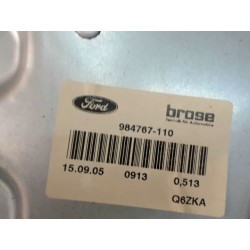 Ford
brose
Technik für Automobile
984767-110
15.09.05 0913 0,513
Q6ZKA